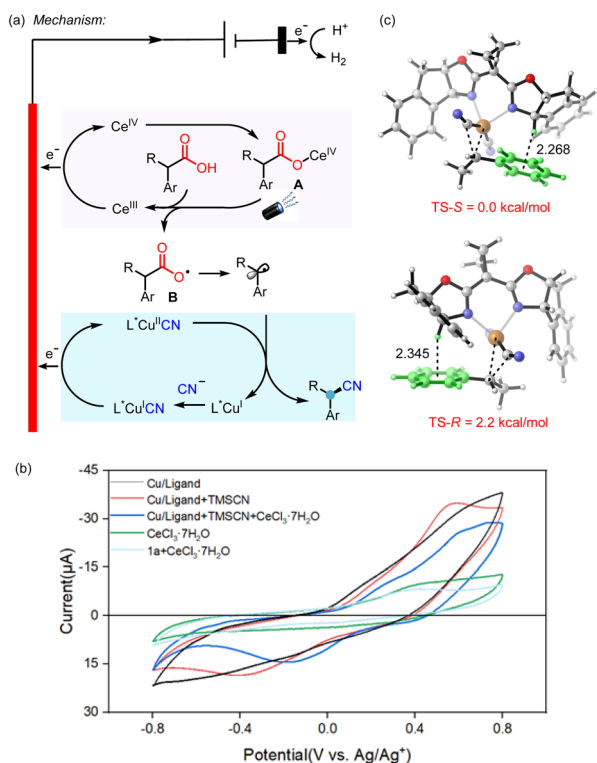 (a) Mechanism:
e⁻
H⁺
H₂
Ce^IV
e⁻
R
O
OH
Ar
R
O
O
Ce^IV
Ar
A
Ce^III
R
O
O•
Ar
B
R
Ar
L*Cu^IICN
e⁻
CN⁻
L*Cu^ICN
L*Cu^I
R
CN
Ar
(c)
2.268
TS-S = 0.0 kcal/mol
2.345
TS-R = 2.2 kcal/mol
(b)
-45
-30
-15
0
15
30
Current(μA)
Cu/Ligand
Cu/Ligand+TMSCN
Cu/Ligand+TMSCN+CeCl₃·7H₂O
CeCl₃·7H₂O
1a+CeCl₃·7H₂O
-0.8
-0.4
0.0
0.4
0.8
Potential(V vs. Ag/Ag⁺)